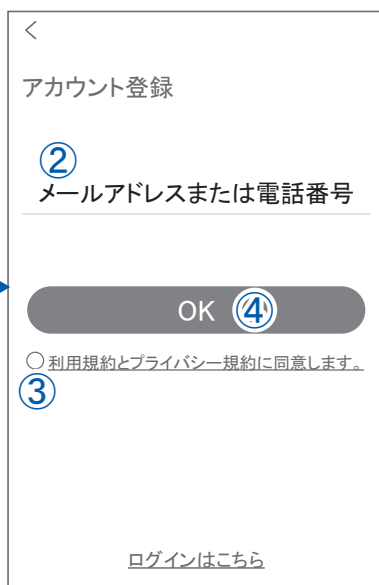 <
アカウント登録
②
メールアドレスまたは電話番号
OK ④
○利用規約とプライバシー規約に同意します。
③
ログインはこちら